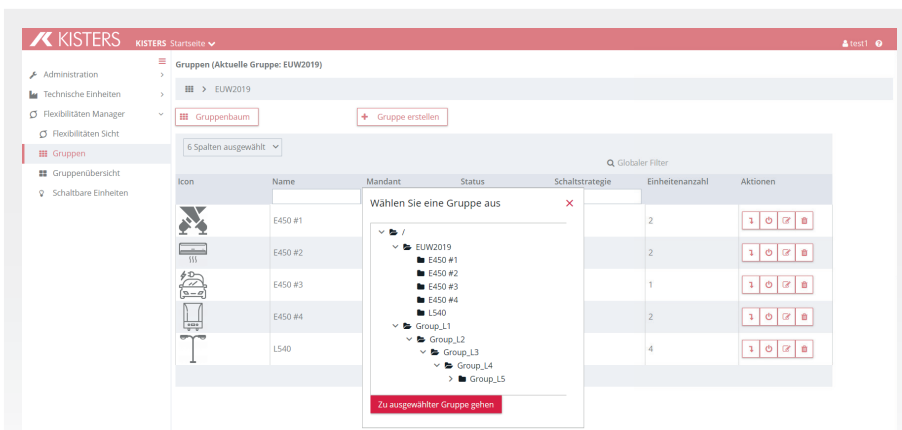 KISTERS KISTERS Startseite test1
Administration
Technische Einheiten
Flexibilitäten Manager
Flexibilitäten Sicht
Gruppen
Gruppenübersicht
Schaltbare Einheiten
Gruppen (Aktuelle Gruppe: EUW2019)
EUW2019
Gruppenbaum
Gruppe erstellen
6 Spalten ausgewählt
Globaler Filter
Icon Name Mandant Status Schaltstrategie Einheitenanzahl Aktionen
E450 #1 2
E450 #2 2
E450 #3 1
E450 #4 2
L540 4
Wählen Sie eine Gruppe aus
/
EUW2019
E450 #1
E450 #2
E450 #3
E450 #4
L540
Group_L1
Group_L2
Group_L3
Group_L4
Group_L5
Zu ausgewählter Gruppe gehen